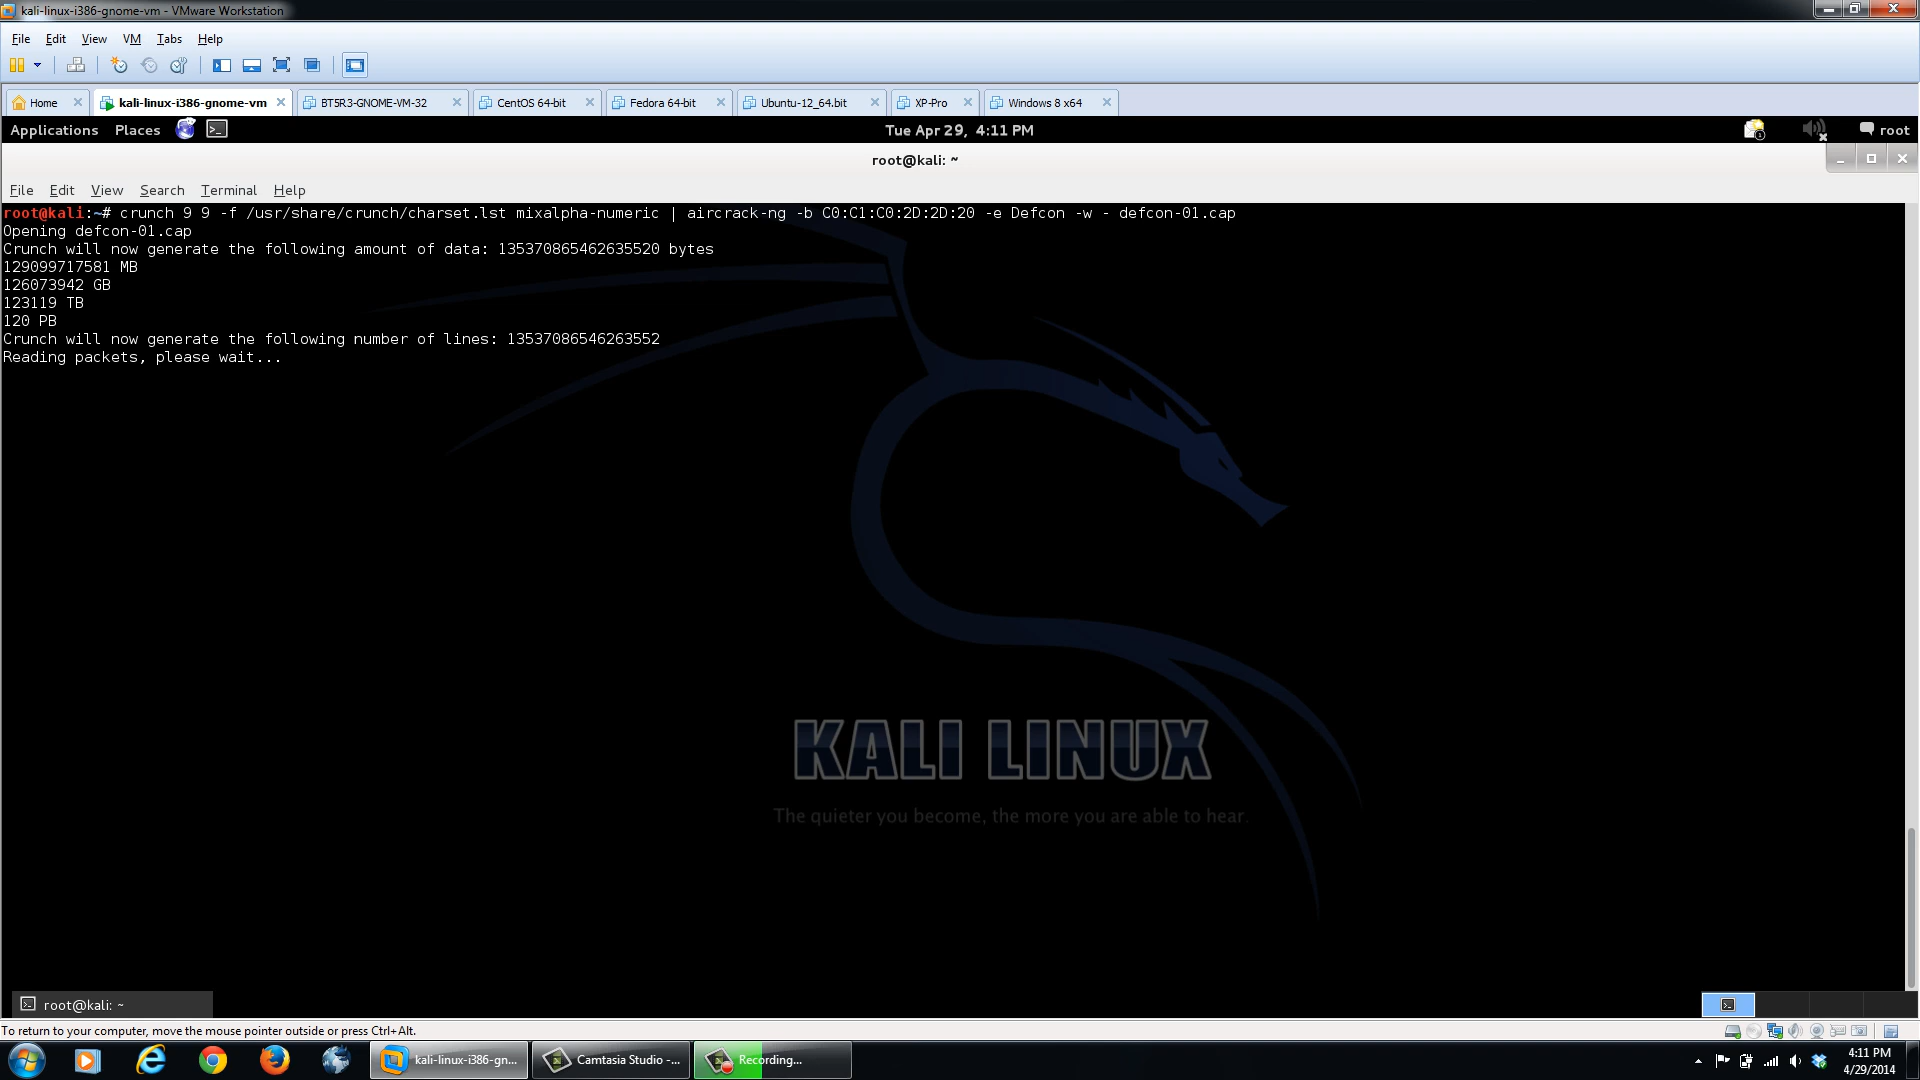 kali-linux-i386-gnome-vm - VMware Workstation
File Edit View VM Tabs Help
Home kali-linux-i386-gnome-vm BT5R3-GNOME-VM-32 CentOS 64-bit Fedora 64-bit Ubuntu-12_64.bit XP-Pro Windows 8 x64
Applications Places Tue Apr 29, 4:11 PM root
root@kali: ~
File Edit View Search Terminal Help
root@kali:~# crunch 9 9 -f /usr/share/crunch/charset.lst mixalpha-numeric | aircrack-ng -b C0:C1:C0:2D:2D:20 -e Defcon -w - defcon-01.cap
Opening defcon-01.cap
Crunch will now generate the following amount of data: 135370865462635520 bytes
129099717581 MB
126073942 GB
123119 TB
120 PB
Crunch will now generate the following number of lines: 13537086546263552
Reading packets, please wait...
KALI LINUX
The quieter you become, the more you are able to hear.
root@kali: ~
To return to your computer, move the mouse pointer outside or press Ctrl+Alt.
kali-linux-i386-gn... Camtasia Studio -... Recording... 4:11 PM
4/29/2014